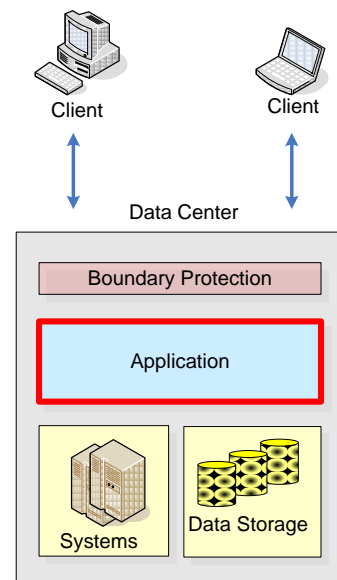 Client
Client
Data Center
Boundary Protection
Application
Systems
Data Storage